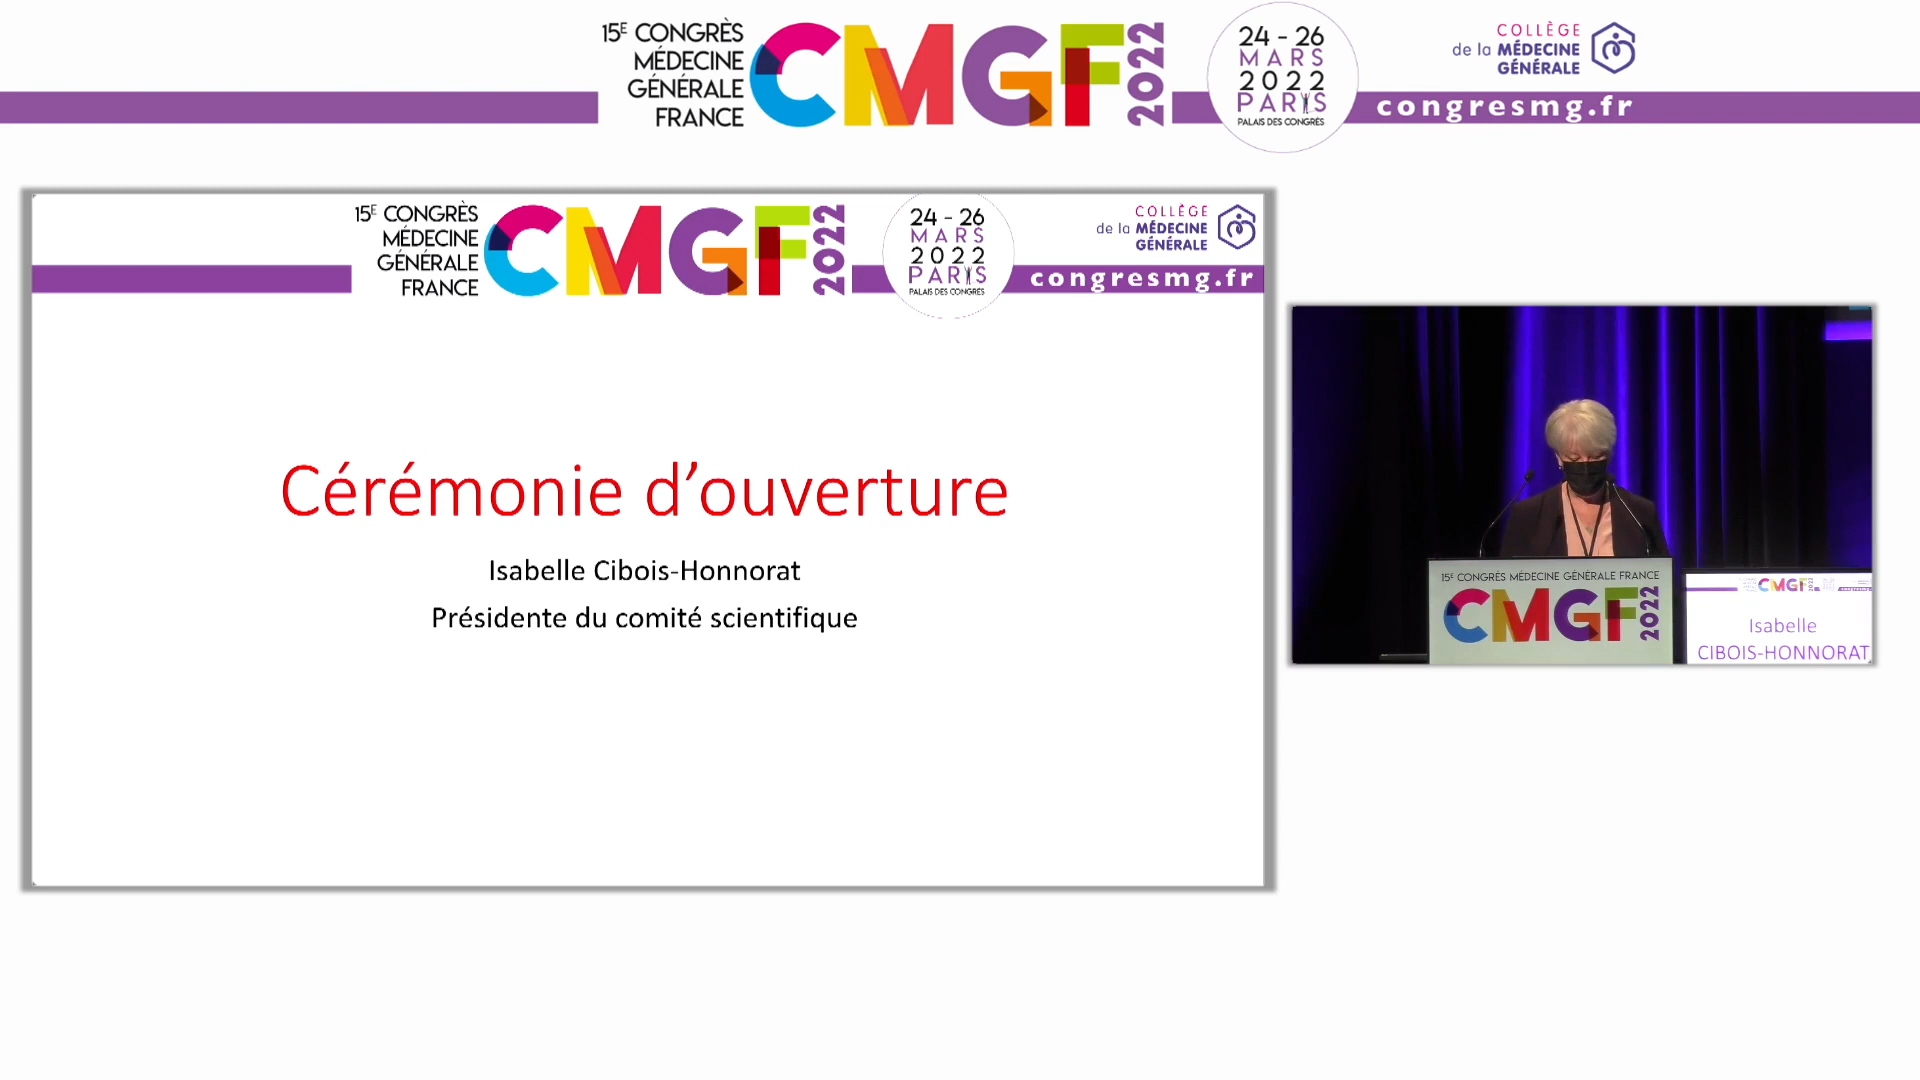 15E CONGRÈS
MÉDECINE
GÉNÉRALE
FRANCE
CMGF
2022
24 - 26
MARS
2022
PARIS
PALAIS DES CONGRÈS
COLLÈGE
de la MÉDECINE
GÉNÉRALE
congresmg.fr
15E CONGRÈS
MÉDECINE
GÉNÉRALE
FRANCE
CMGF
2022
24 - 26
MARS
2022
PARIS
PALAIS DES CONGRÈS
COLLÈGE
de la MÉDECINE
GÉNÉRALE
congresmg.fr
Cérémonie d’ouverture
Isabelle Cibois-Honnorat
Présidente du comité scientifique
15E CONGRÈS MÉDECINE GÉNÉRALE FRANCE
CMGF
2022
CMGF
Isabelle
CIBOIS-HONNORAT